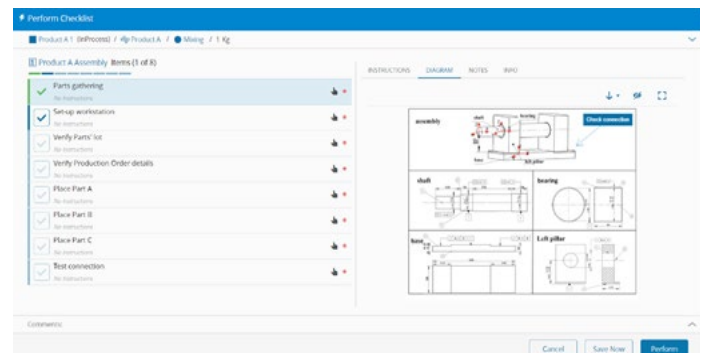 Perform Checklist
Product A 1 (InProcess) / Product A / Mixing / 1 Kg
Product A Assembly Items (1 of 8)
INSTRUCTIONS DIAGRAM NOTES INFO
Parts gathering
No instructions
Set-up workstation
No instructions
Verify Parts' lot
No instructions
Verify Production Order details
No instructions
Place Part A
No instructions
Place Part B
No instructions
Place Part C
No instructions
Test connection
No instructions
assembly
shaft
bearing
Check connection
base
left pillar
shaft
bearing
base
Left pillar
Comments:
Cancel
Save Now
Perform